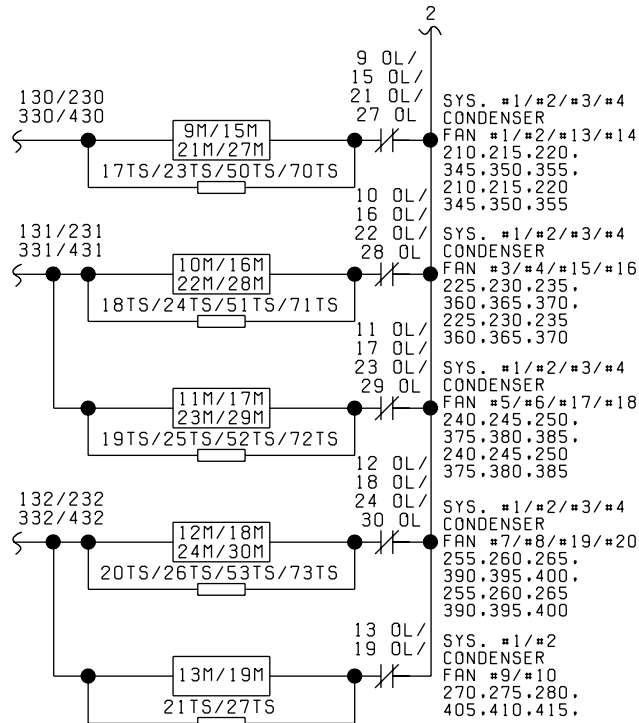 2
9 OL/
15 OL/
21 OL/
27 OL
130/230
330/430
9M/15M
21M/27M
17TS/23TS/50TS/70TS
SYS. #1/#2/#3/#4
CONDENSER
FAN #1/#2/#13/#14
210.215.220.
345.350.355.
210.215.220
345.350.355
10 OL/
16 OL/
22 OL/
28 OL
131/231
331/431
10M/16M
22M/28M
18TS/24TS/51TS/71TS
SYS. #1/#2/#3/#4
CONDENSER
FAN #3/#4/#15/#16
225.230.235.
360.365.370.
225.230.235
360.365.370
11 OL/
17 OL/
23 OL/
29 OL
11M/17M
23M/29M
19TS/25TS/52TS/72TS
SYS. #1/#2/#3/#4
CONDENSER
FAN #5/#6/#17/#18
240.245.250.
375.380.385.
240.245.250
375.380.385
12 OL/
18 OL/
24 OL/
30 OL
132/232
332/432
12M/18M
24M/30M
20TS/26TS/53TS/73TS
SYS. #1/#2/#3/#4
CONDENSER
FAN #7/#8/#19/#20
255.260.265.
390.395.400.
255.260.265
390.395.400
13 OL/
19 OL/
13M/19M
21TS/27TS
SYS. #1/#2
CONDENSER
FAN #9/#10
270.275.280.
405.410.415.